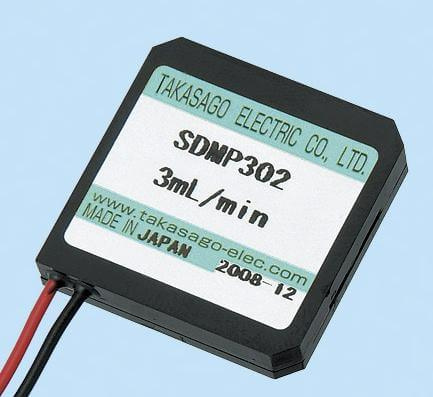 TAKASAGO ELECTRIC CO., LTD.
SDMP302
3mL/min
www.takasago-elec.com
MADE IN JAPAN 2008-12